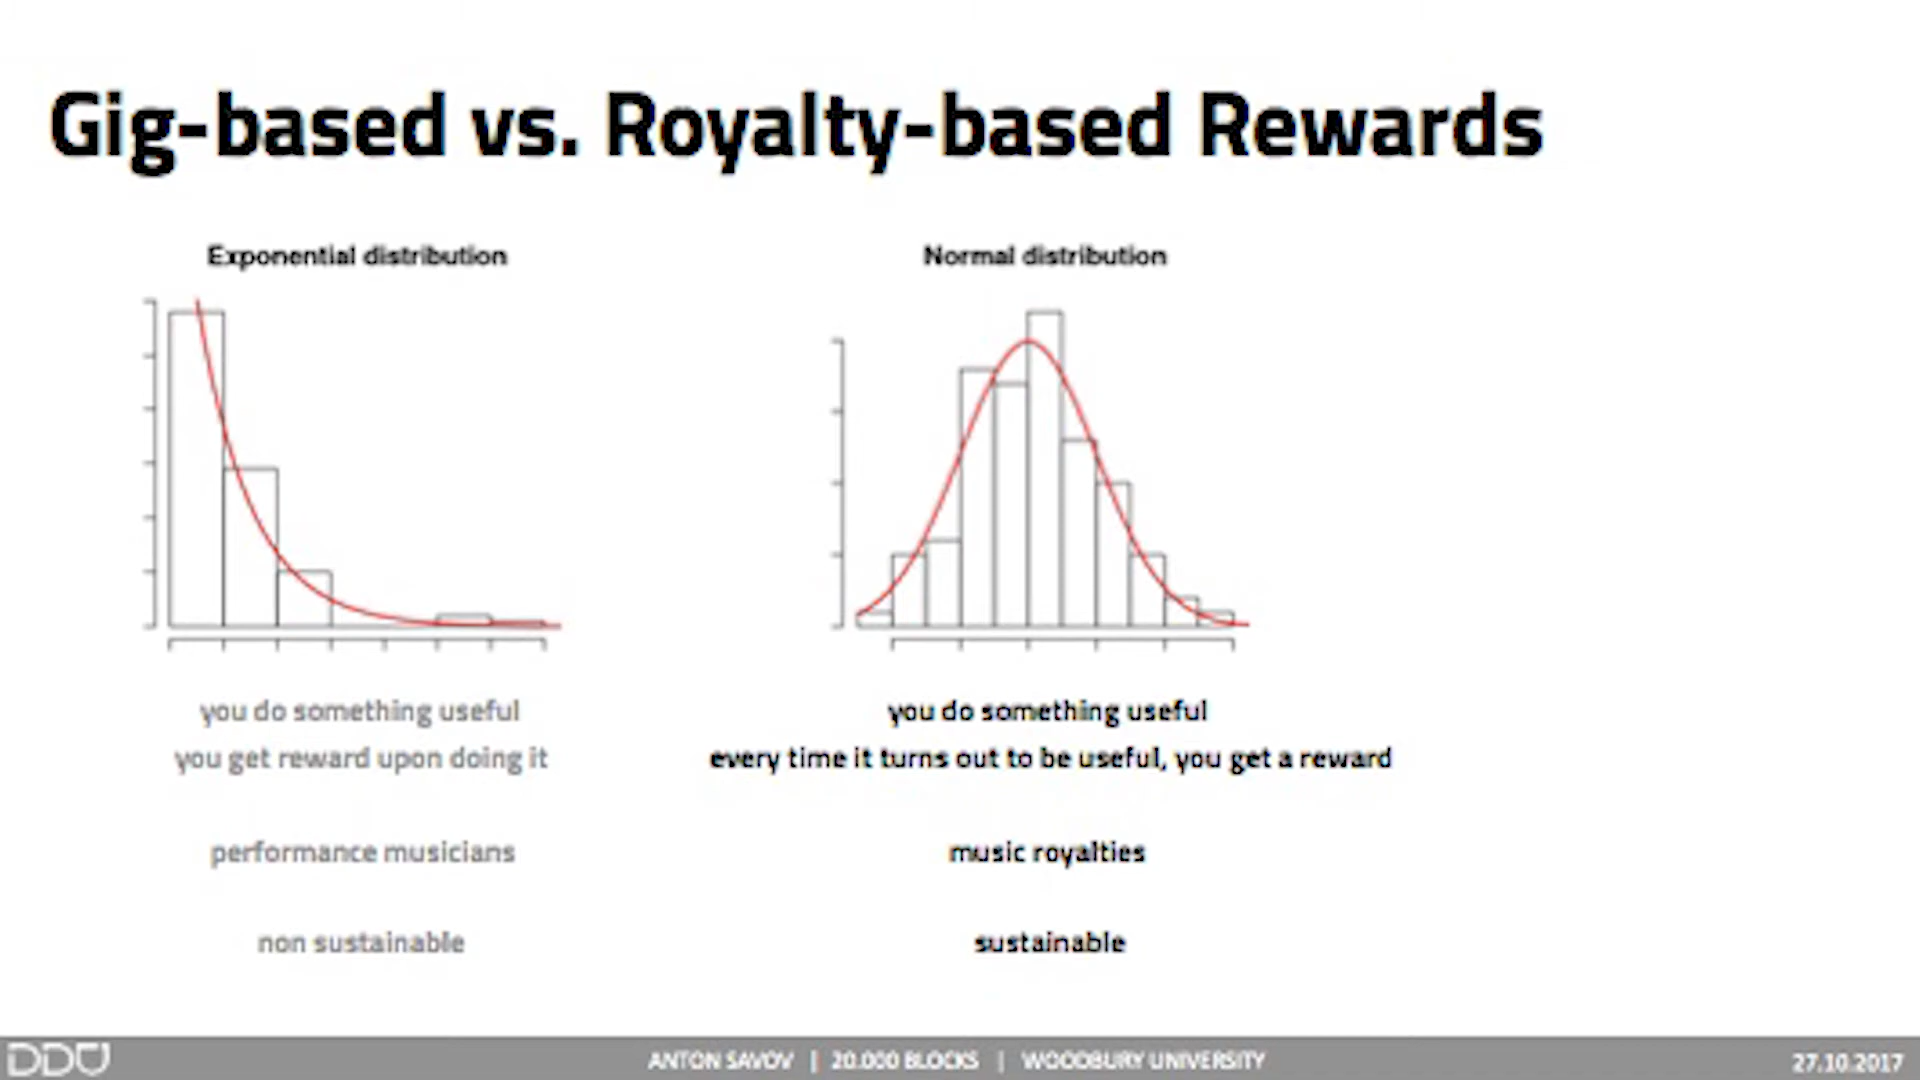 Gig-based vs. Royalty-based Rewards
Exponential distribution
you do something useful
you get reward upon doing it
performance musicians
non sustainable
Normal distribution
you do something useful
every time it turns out to be useful, you get a reward
music royalties
sustainable
DDU
ANTON SAVOV | 20.000 BLOCKS | WOODBURY UNIVERSITY
27.10.2017